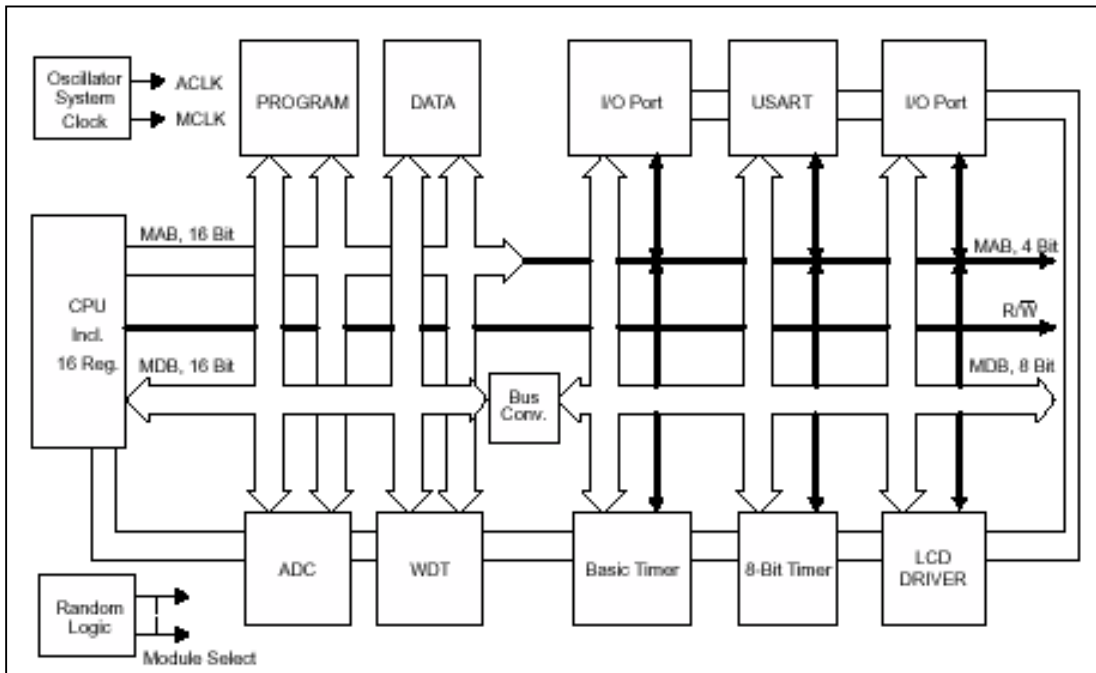 Oscillator
System
Clock
ACLK
MCLK
PROGRAM
DATA
I/O Port
USART
I/O Port
MAB, 16 Bit
MAB, 4 Bit
CPU
Incl.
16 Reg.
R/W̅
MDB, 16 Bit
MDB, 8 Bit
Bus
Conv.
ADC
WDT
Basic Timer
8-Bit Timer
LCD
DRIVER
Random
Logic
Module Select